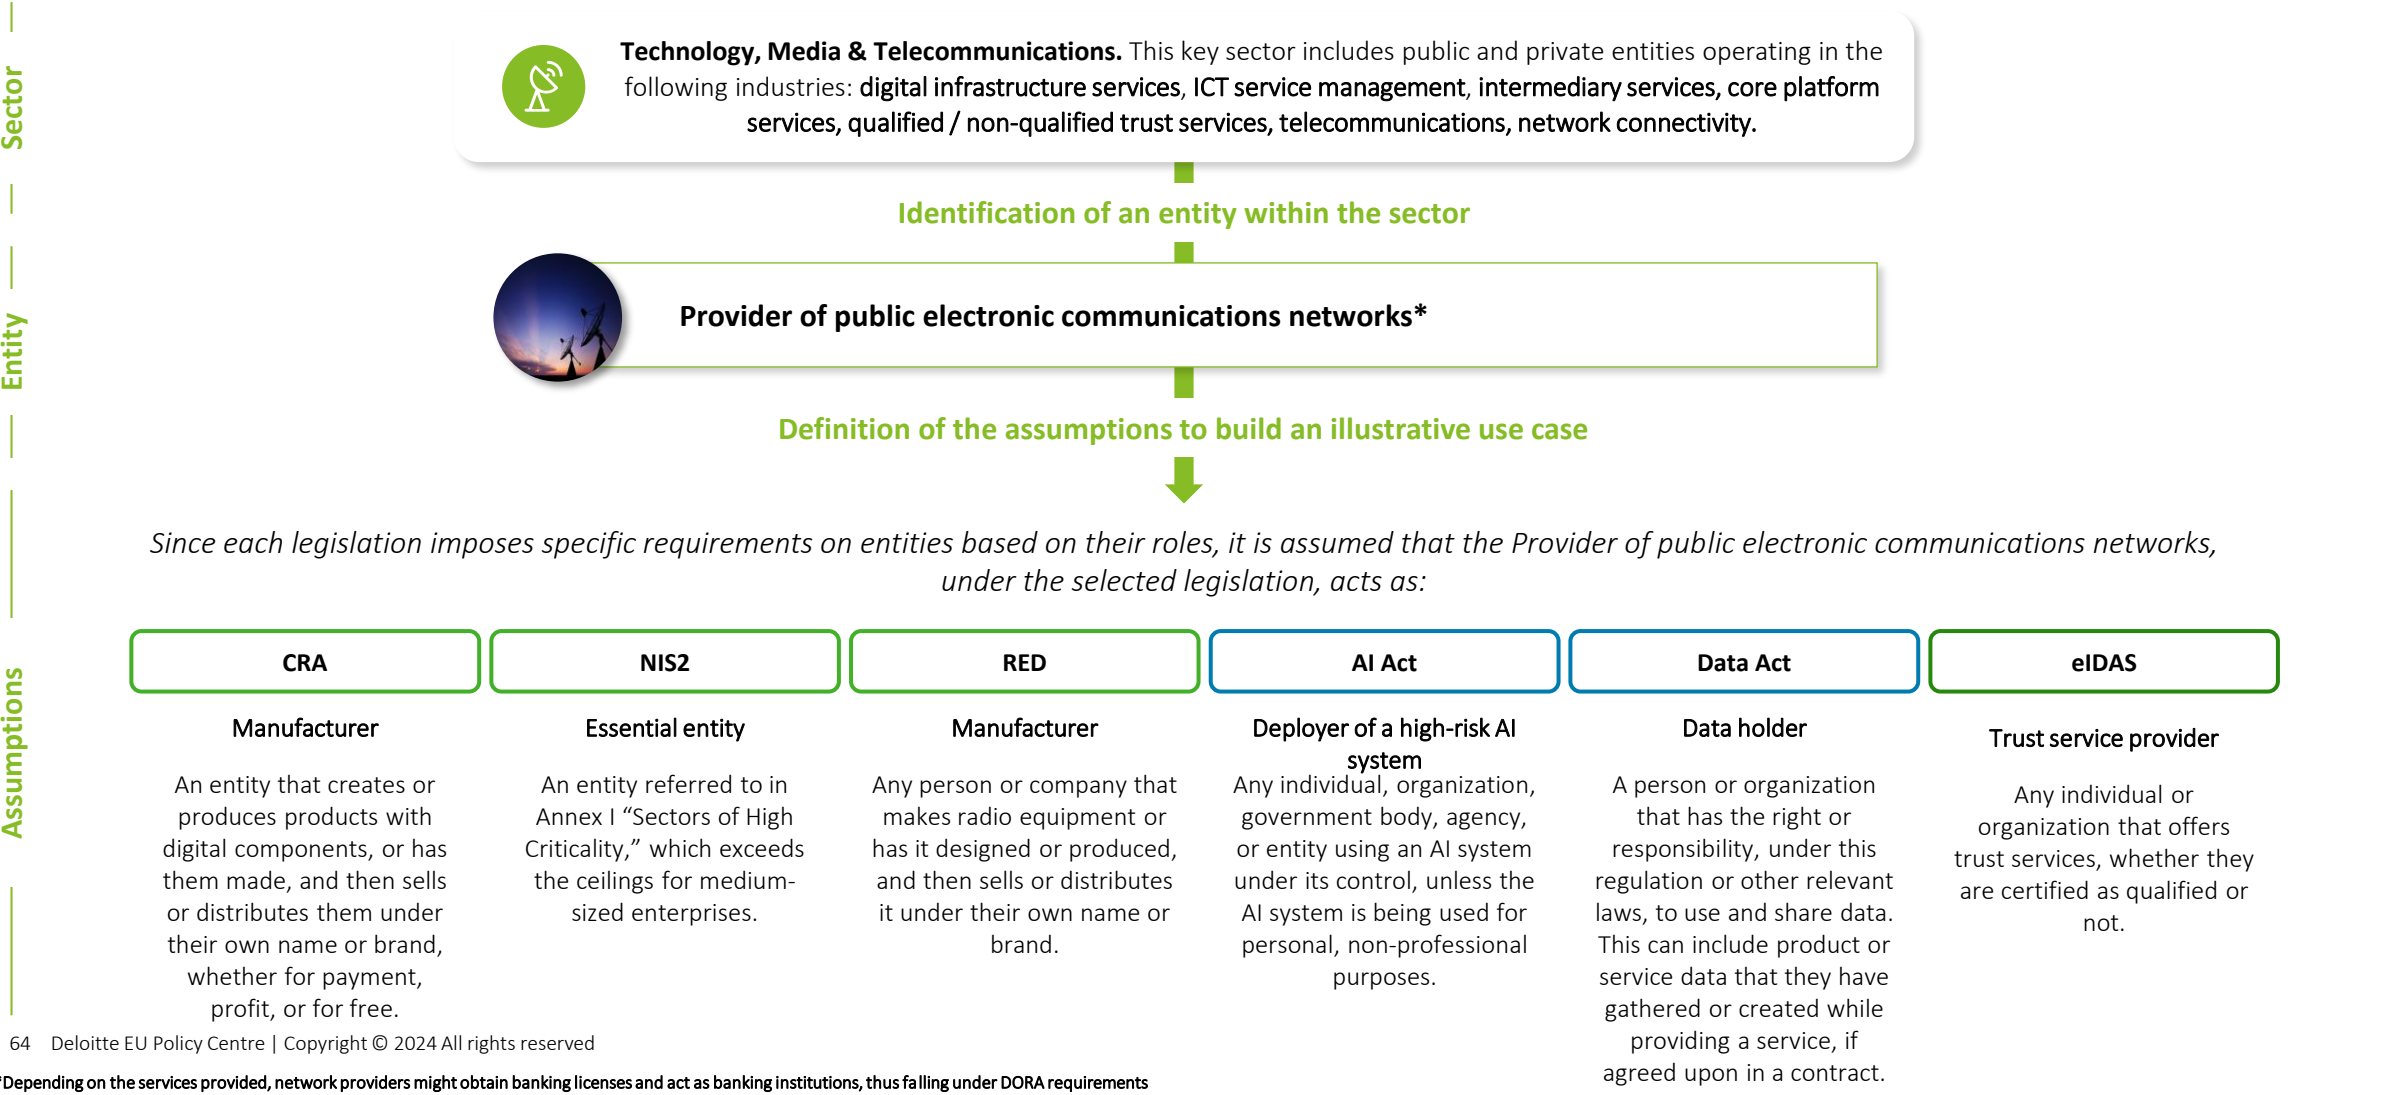 Sector
Technology, Media & Telecommunications. This key sector includes public and private entities operating in the
following industries: digital infrastructure services, ICT service management, intermediary services, core platform
services, qualified / non-qualified trust services, telecommunications, network connectivity.
Identification of an entity within the sector
Entity
Provider of public electronic communications networks*
Definition of the assumptions to build an illustrative use case
Assumptions
Since each legislation imposes specific requirements on entities based on their roles, it is assumed that the Provider of public electronic communications networks,
under the selected legislation, acts as:
CRA
Manufacturer
An entity that creates or
produces products with
digital components, or has
them made, and then sells
or distributes them under
their own name or brand,
whether for payment,
profit, or for free.
NIS2
Essential entity
An entity referred to in
Annex I “Sectors of High
Criticality,” which exceeds
the ceilings for medium-
sized enterprises.
RED
Manufacturer
Any person or company that
makes radio equipment or
has it designed or produced,
and then sells or distributes
it under their own name or
brand.
AI Act
Deployer of a high-risk AI
system
Any individual, organization,
government body, agency,
or entity using an AI system
under its control, unless the
AI system is being used for
personal, non-professional
purposes.
Data Act
Data holder
A person or organization
that has the right or
responsibility, under this
regulation or other relevant
laws, to use and share data.
This can include product or
service data that they have
gathered or created while
providing a service, if
agreed upon in a contract.
eIDAS
Trust service provider
Any individual or
organization that offers
trust services, whether they
are certified as qualified or
not.
64 Deloitte EU Policy Centre | Copyright © 2024 All rights reserved
*Depending on the services provided, network providers might obtain banking licenses and act as banking institutions, thus falling under DORA requirements